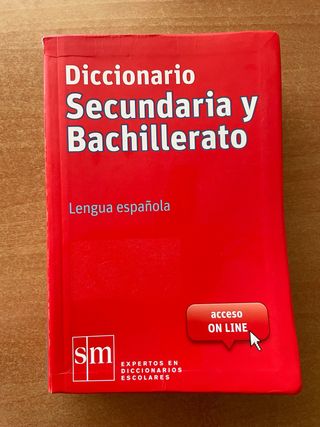 Diccionario
Secundaria y
Bachillerato
Lengua española
acceso
ON LINE
sm
EXPERTOS EN
DICCIONARIOS
ESCOLARES